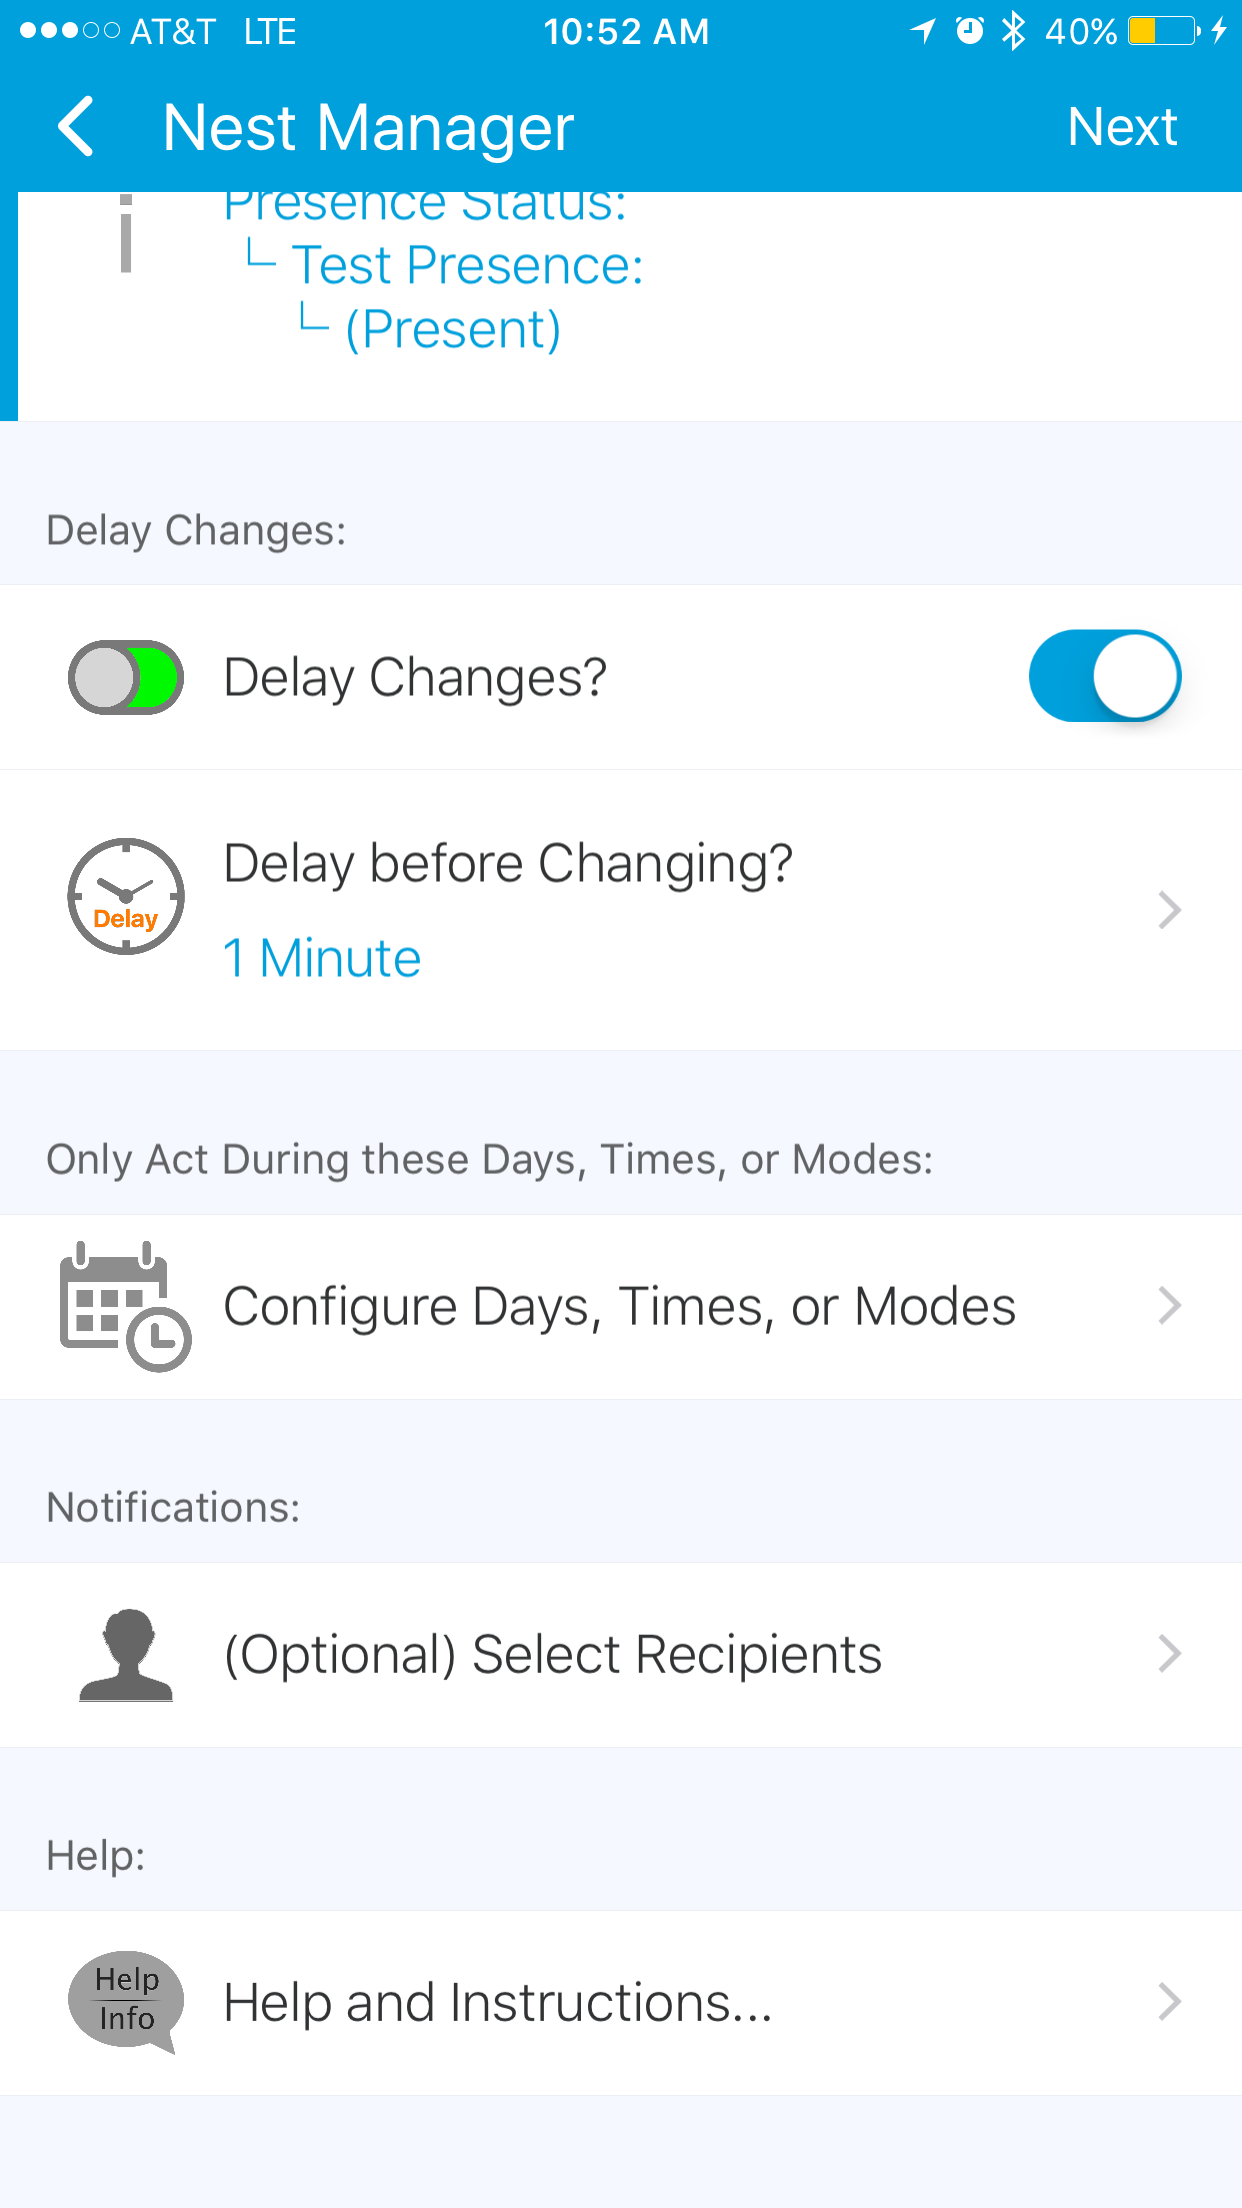 AT&T LTE 10:52 AM 40%
Nest Manager Next
Presence Status:
Test Presence:
(Present)
Delay Changes:
Delay Changes?
Delay before Changing?
Delay
1 Minute
Only Act During these Days, Times, or Modes:
Configure Days, Times, or Modes
Notifications:
(Optional) Select Recipients
Help:
Help
Info
Help and Instructions...